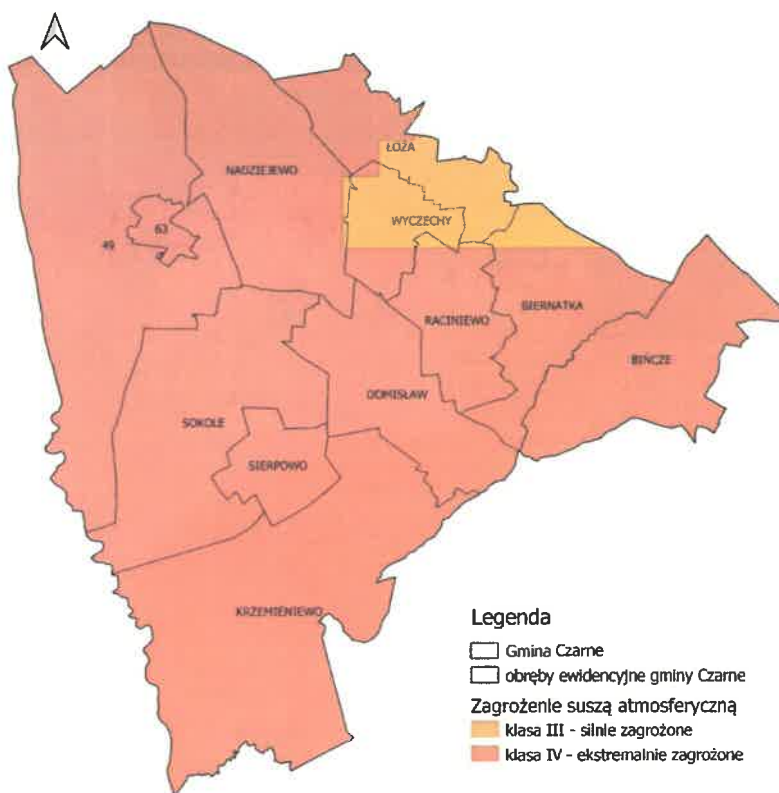 ŁOZA
NADZIEJEWO
WYCZECHY
63
49
RACINIEWO
BIERNATKA
BIŃCZE
DOMISŁAW
SOKOLE
SIERPOWO
KRZEMIENIEWO
Legenda
Gmina Czarne
obręby ewidencyjne gminy Czarne
Zagrożenie suszą atmosferyczną
klasa III - silnie zagrożone
klasa IV - ekstremalnie zagrożone